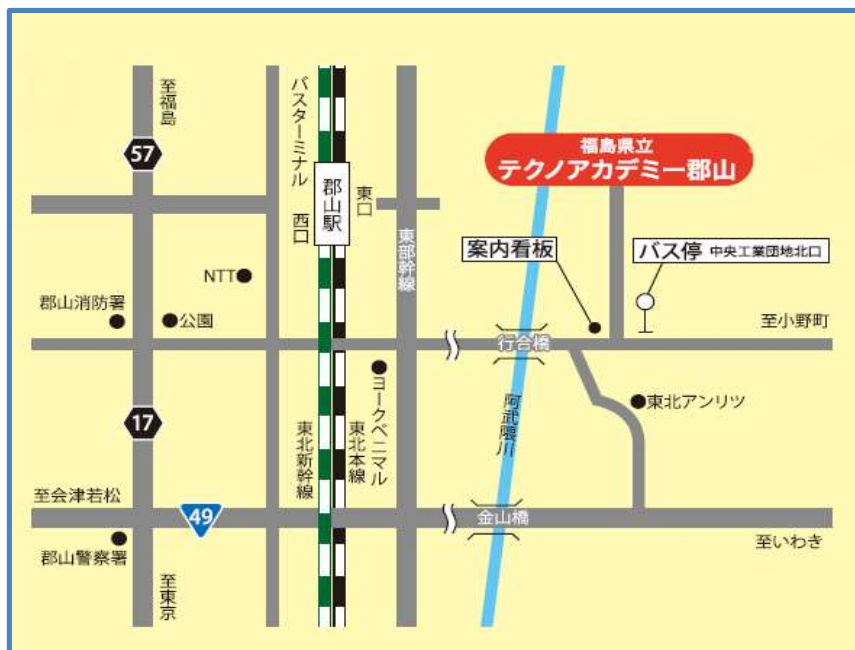 至福島
57
バスターミナル
郡山駅
東口
西口
東部幹線
福島県立
テクノアカデミー郡山
案内看板
バス停 中央工業団地北口
NTT
郡山消防署
公園
至小野町
行合橋
ヨークベニマル
東北アンリツ
阿武隈川
17
東北新幹線
東北本線
至会津若松
49
金山橋
至いわき
郡山警察署
至東京